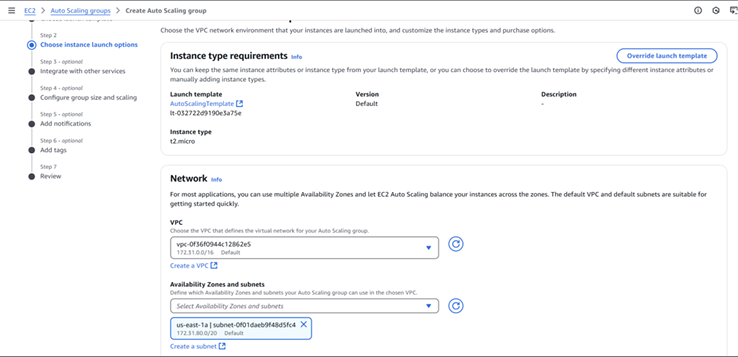 EC2 > Auto Scaling groups > Create Auto Scaling group
Step 2
Choose instance launch options
Step 3 - optional
Integrate with other services
Step 4 - optional
Configure group size and scaling
Step 5 - optional
Add notifications
Step 6 - optional
Add tags
Step 7
Review
Choose the VPC network environment that your instances are launched into, and customize the instance types and purchase options.
Instance type requirements Info
Override launch template
You can keep the same instance attributes or instance type from your launch template, or you can choose to override the launch template by specifying different instance attributes or
manually adding instance types.
Launch template
AutoScalingTemplate
lt-032722d9190e3a75e
Version
Default
Description
-
Instance type
t2.micro
Network Info
For most applications, you can use multiple Availability Zones and let EC2 Auto Scaling balance your instances across the zones. The default VPC and default subnets are suitable for
getting started quickly.
VPC
Choose the VPC that defines the virtual network for your Auto Scaling group.
vpc-0f36f0944c12862e5
172.31.0.0/16 Default
Create a VPC
Availability Zones and subnets
Define which Availability Zones and subnets your Auto Scaling group can use in the chosen VPC.
Select Availability Zones and subnets
us-east-1a | subnet-0f01daeb9f48d5fc4
172.31.80.0/20 Default
Create a subnet